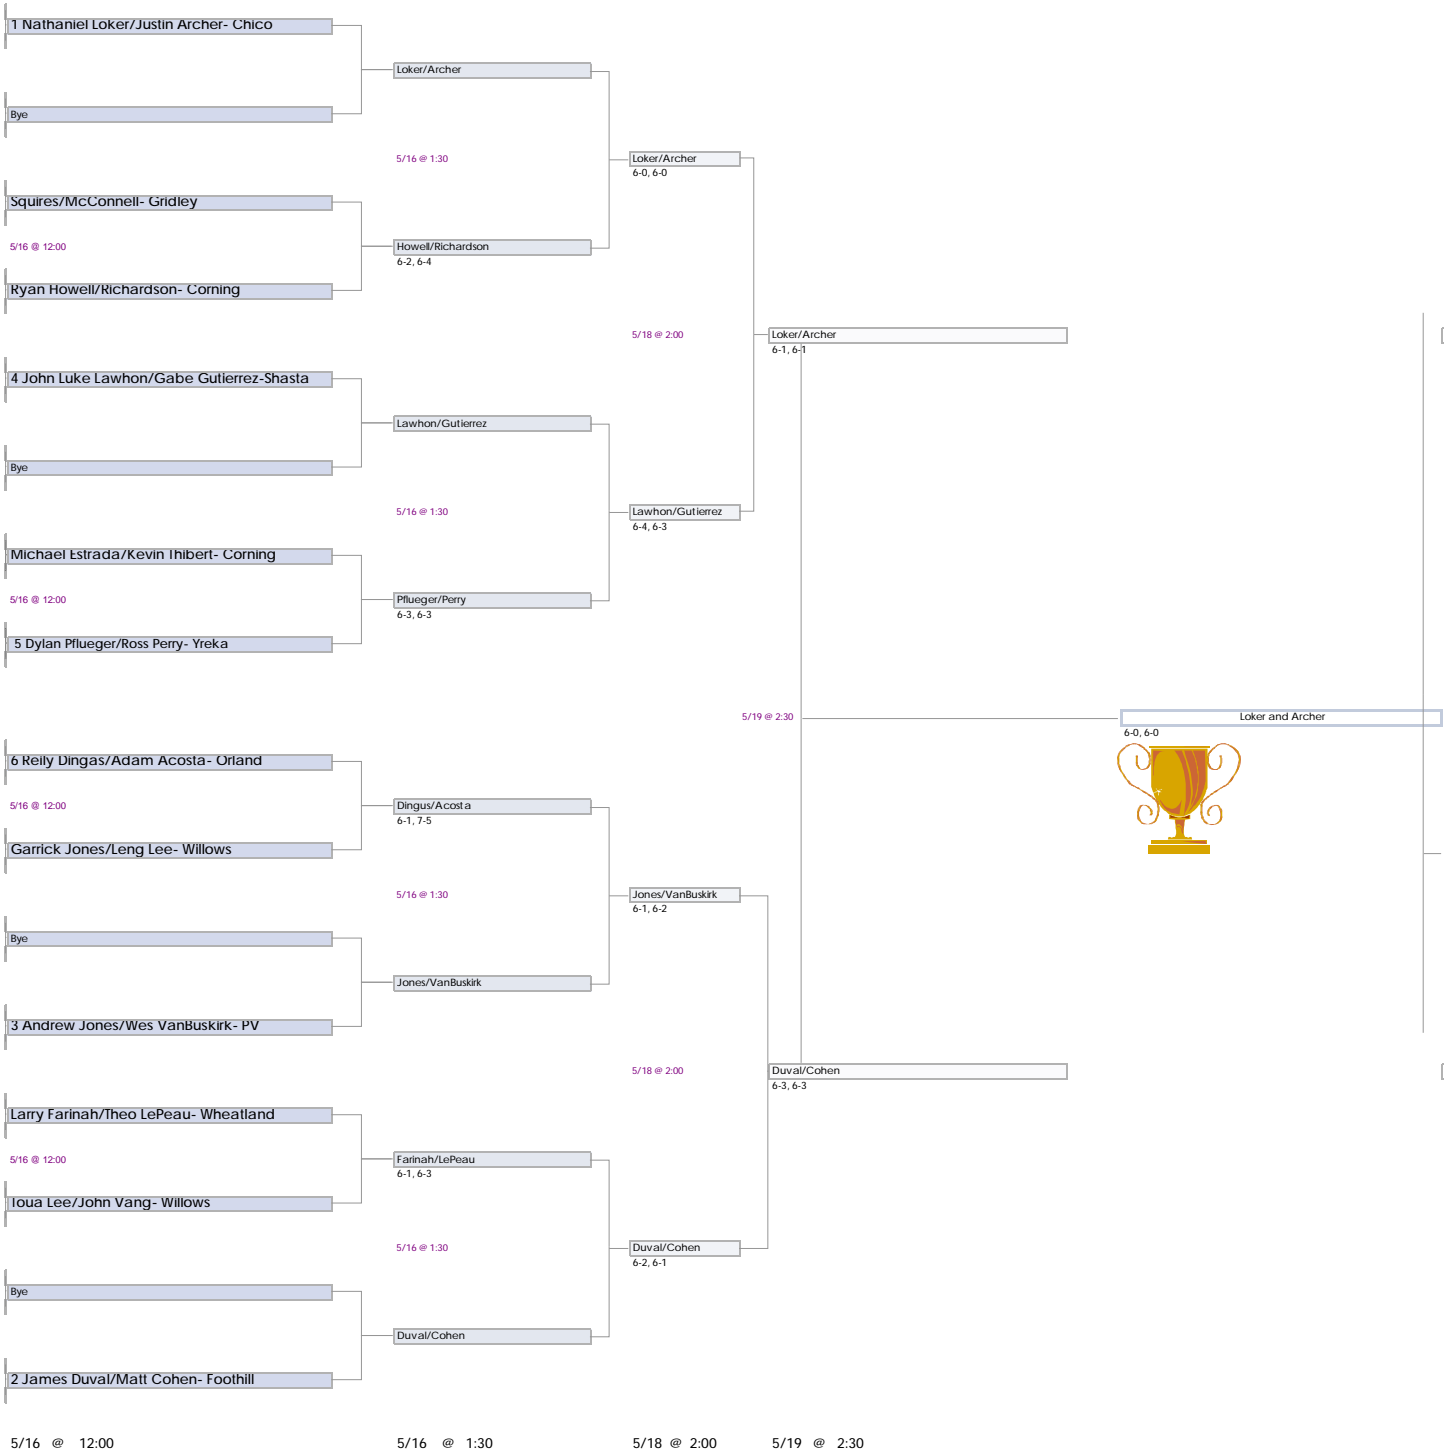 1 Nathaniel Loker/Justin Archer- Chico
Loker/Archer
Bye
5/16 @ 1:30
Loker/Archer
6-0, 6-0
Squires/McConnell- Gridley
5/16 @ 12:00
Howell/Richardson
6-2, 6-4
Ryan Howell/Richardson- Corning
5/18 @ 2:00
Loker/Archer
6-1, 6-1
4 John Luke Lawhon/Gabe Gutierrez-Shasta
Lawhon/Gutierrez
Bye
5/16 @ 1:30
Lawhon/Gutierrez
6-4, 6-3
Michael Estrada/Kevin Thibert- Corning
5/16 @ 12:00
Pflueger/Perry
6-3, 6-3
5 Dylan Pflueger/Ross Perry- Yreka
5/19 @ 2:30
Loker and Archer
6-0, 6-0
6 Reily Dingas/Adam Acosta- Orland
5/16 @ 12:00
Dingus/Acosta
6-1, 7-5
Garrick Jones/Leng Lee- Willows
5/16 @ 1:30
Jones/VanBuskirk
6-1, 6-2
Bye
Jones/VanBuskirk
3 Andrew Jones/Wes VanBuskirk- PV
5/18 @ 2:00
Duval/Cohen
6-3, 6-3
Larry Farinah/Theo LePeau- Wheatland
5/16 @ 12:00
Farinah/LePeau
6-1, 6-3
Toua Lee/John Vang- Willows
5/16 @ 1:30
Duval/Cohen
6-2, 6-1
Bye
Duval/Cohen
2 James Duval/Matt Cohen- Foothill
5/16 @ 12:00
5/16 @ 1:30
5/18 @ 2:00
5/19 @ 2:30